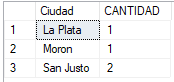 Ciudad CANTIDAD
1 La Plata 1
2 Moron 1
3 San Justo 2